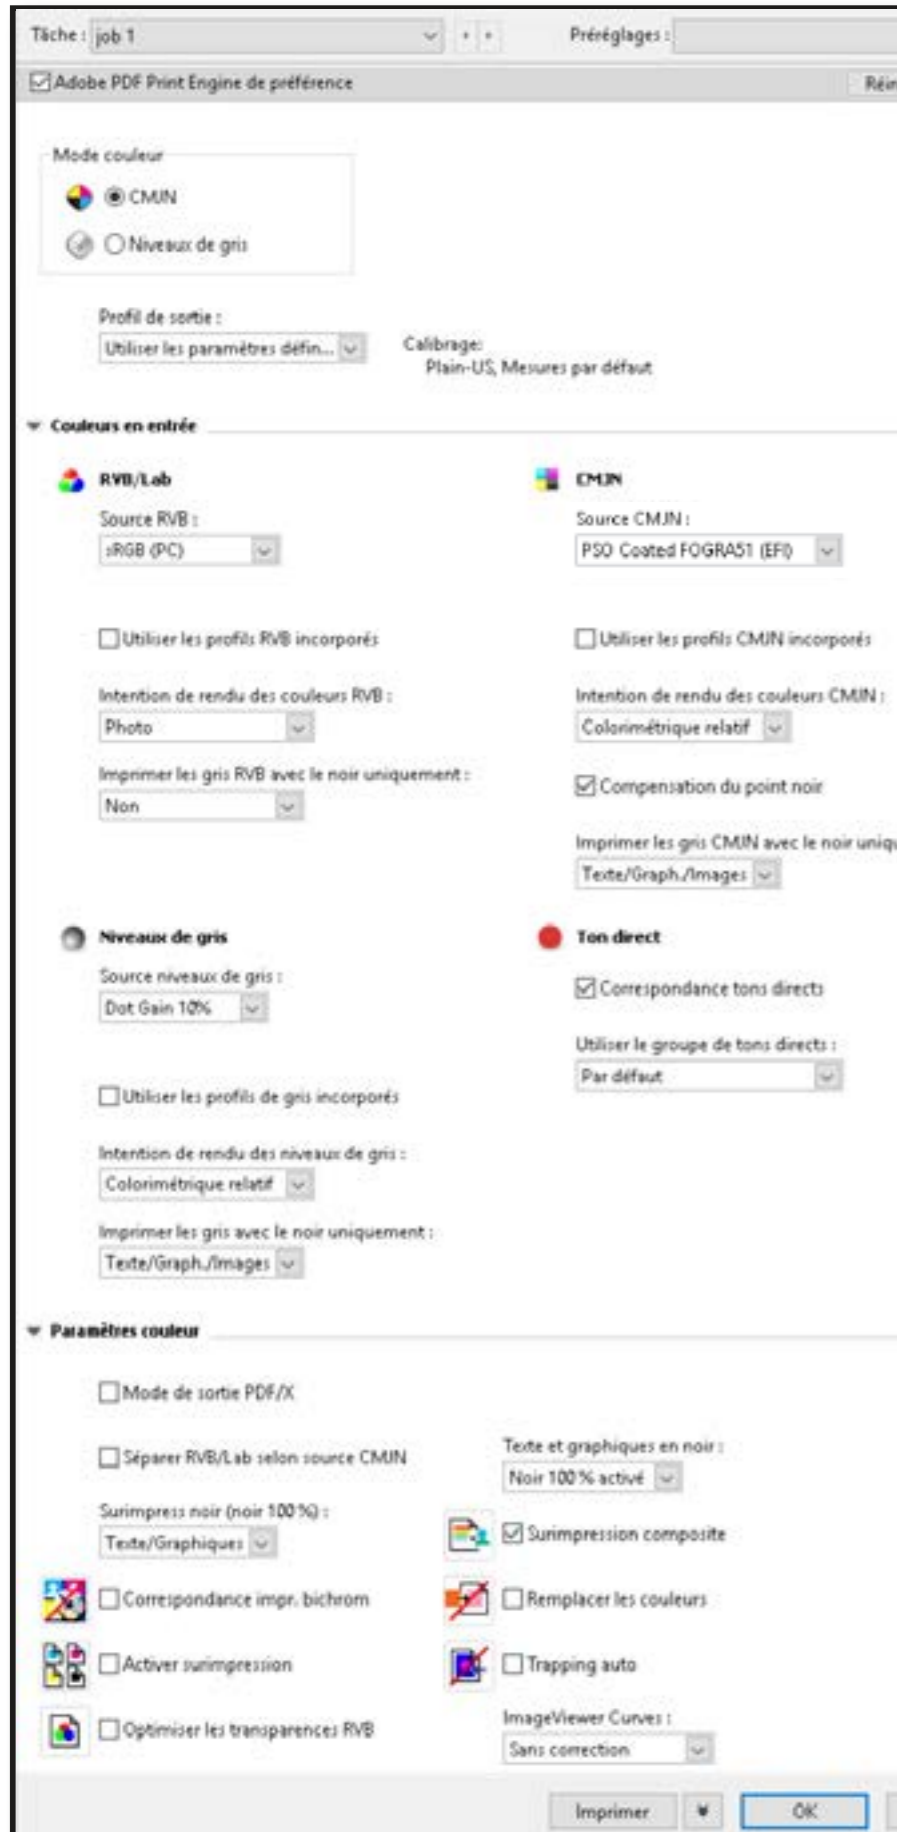 Tâche : job 1 Préréglages :
Adobe PDF Print Engine de préférence
Mode couleur
CMJN
Niveaux de gris
Profil de sortie :
Utiliser les paramètres défin...
Calibrage:
Plain-US, Mesures par défaut
Couleurs en entrée
RVB/Lab
Source RVB :
sRGB (PC)
Utiliser les profils RVB incorporés
Intention de rendu des couleurs RVB :
Photo
Imprimer les gris RVB avec le noir uniquement :
Non
CMJN
Source CMJN :
PSO Coated FOGRA51 (EFI)
Utiliser les profils CMJN incorporés
Intention de rendu des couleurs CMJN :
Colorimétrique relatif
Compensation du point noir
Imprimer les gris CMJN avec le noir uniqu
Texte/Graph./Images
Niveaux de gris
Source niveaux de gris :
Dot Gain 10%
Utiliser les profils de gris incorporés
Intention de rendu des niveaux de gris :
Colorimétrique relatif
Imprimer les gris avec le noir uniquement :
Texte/Graph./Images
Ton direct
Correspondance tons directs
Utiliser le groupe de tons directs :
Par défaut
Paramètres couleur
Mode de sortie PDF/X
Séparer RVB/Lab selon source CMJN
Surimpress noir (noir 100%) :
Texte/Graphiques
Correspondance impr. bichrom
Activer surimpression
Optimiser les transparences RVB
Texte et graphiques en noir :
Noir 100% activé
Surimpression composite
Remplacer les couleurs
Trapping auto
ImageViewer Curves :
Sans correction
Imprimer OK